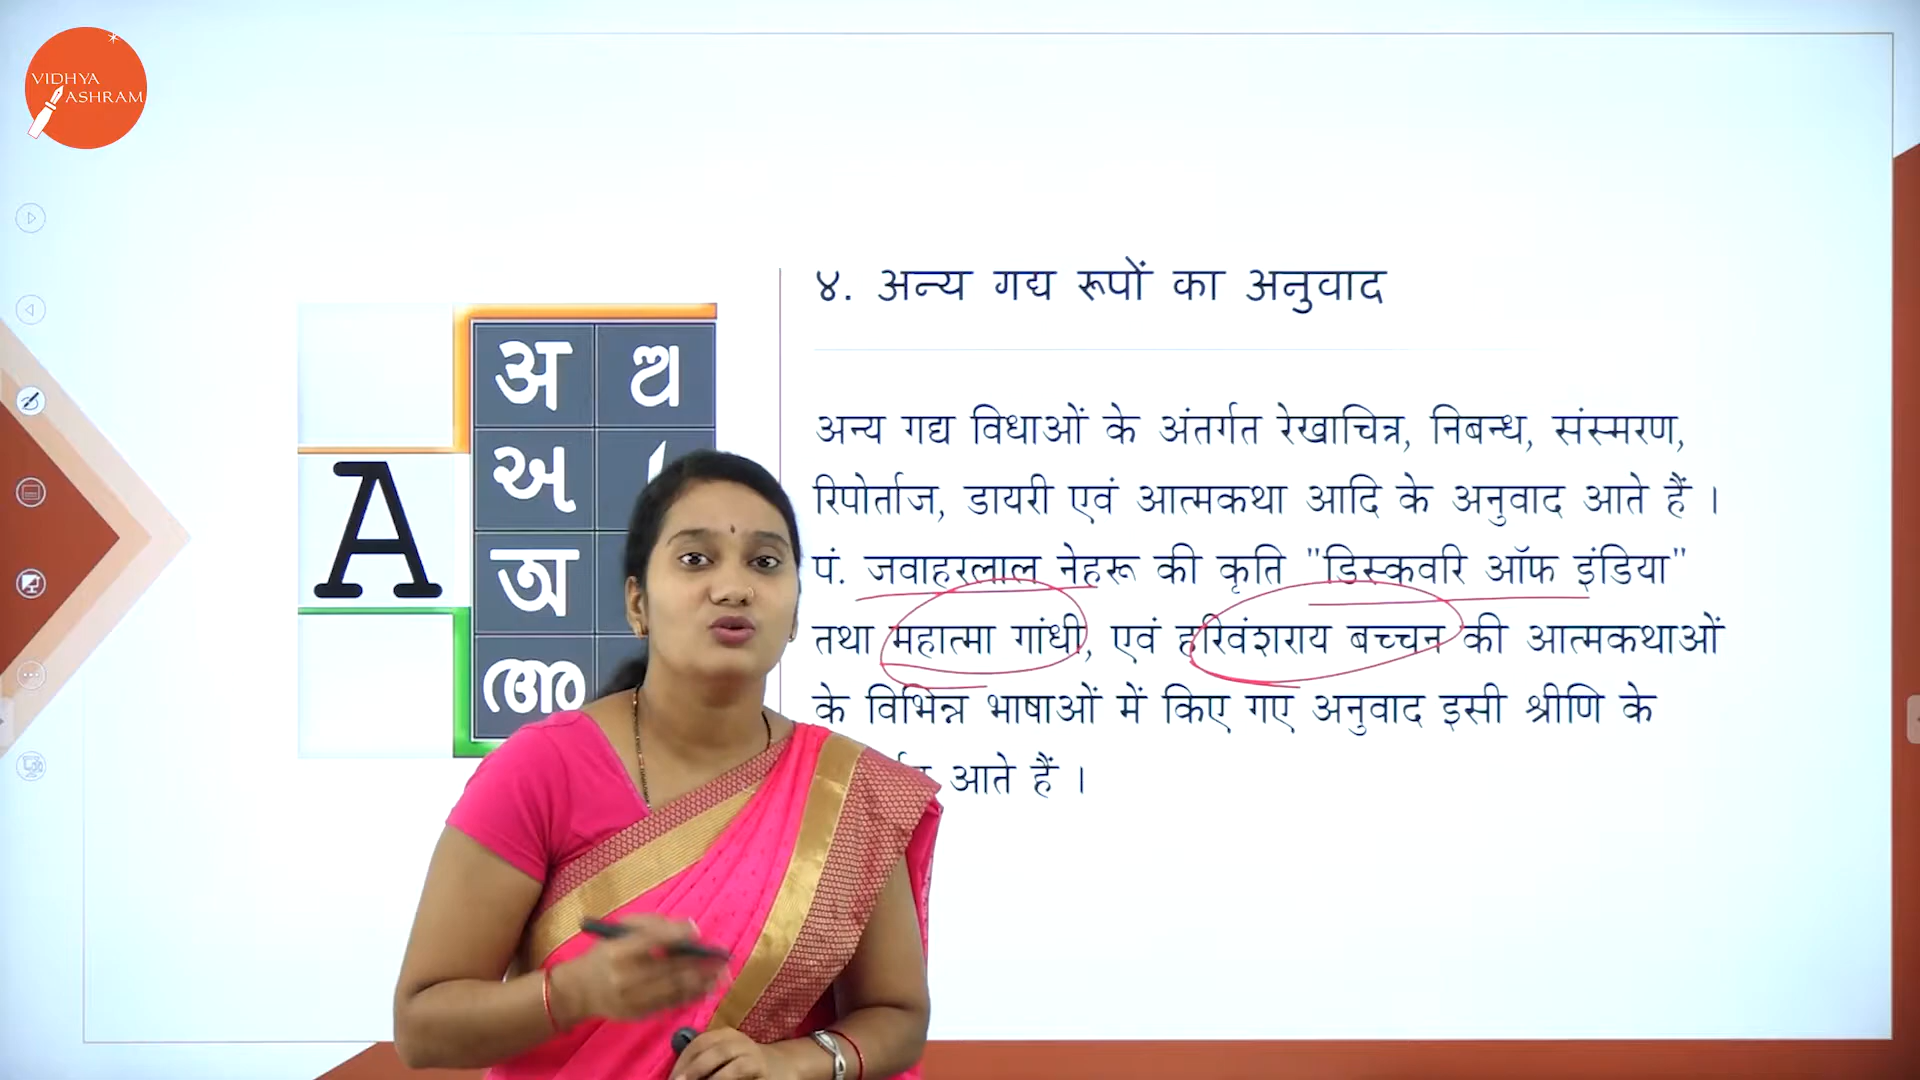 VIDHYA
ASHRAM
४. अन्य गद्य रूपों का अनुवाद
अ
અ
অ
അ
A
अन्य गद्य विधाओं के अंतर्गत रेखाचित्र, निबन्ध, संस्मरण,
रिपोर्ताज, डायरी एवं आत्मकथा आदि के अनुवाद आते हैं ।
पं. जवाहरलाल नेहरू की कृति "डिस्कवरि ऑफ इंडिया"
तथा महात्मा गांधी, एवं हरिवंशराय बच्चन की आत्मकथाओं
के विभिन्न भाषाओं में किए गए अनुवाद इसी श्रीणि के
आते हैं ।